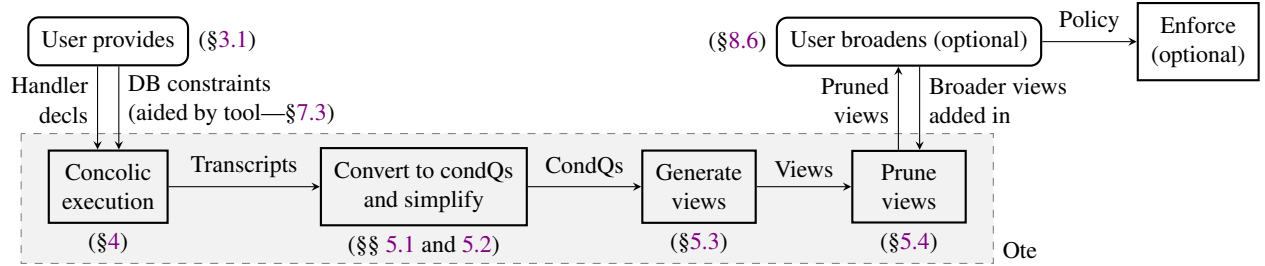 User provides
(§3.1)
(§8.6)
User broadens (optional)
Policy
Enforce
(optional)
Handler
decls
DB constraints
(aided by tool—§7.3)
Pruned
views
Broader views
added in
Concolic
execution
(§4)
Transcripts
Convert to condQs
and simplify
(§§ 5.1 and 5.2)
CondQs
Generate
views
(§5.3)
Views
Prune
views
(§5.4)
Ote